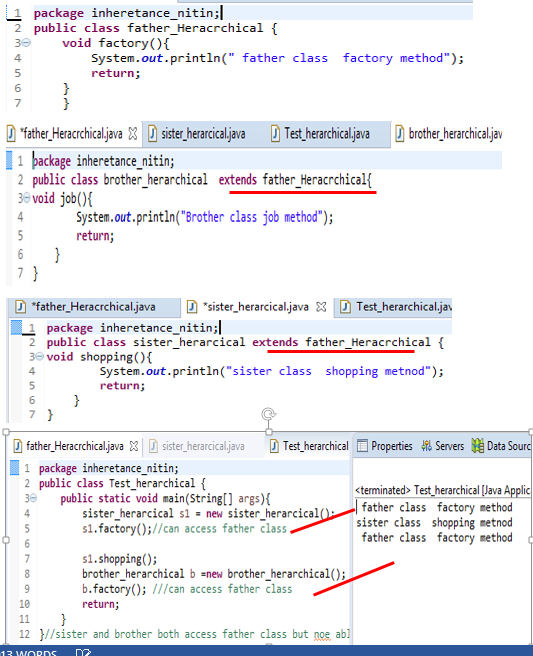 1 package inheretance_nitin;
2 public class father_Heracrchical {
3 void factory(){
4 System.out.println(" father class  factory method");
5 return;
6 }
7 }
*father_Heracrchical.java sister_herarcical.java Test_herarchical.java brother_herarchical.jav
1 package inheretance_nitin;
2 public class brother_herarchical  extends father_Heracrchical{
3 void job(){
4 System.out.println("Brother class job method");
5 return;
6 }
7 }
*father_Heracrchical.java *sister_herarcical.java Test_herarchical.jav
1 package inheretance_nitin;
2 public class sister_herarcical extends father_Heracrchical {
3 void shopping(){
4 System.out.println("sister class  shopping metnod");
5 return;
6 }
7 }
father_Heracrchical.java sister_herarcical.java Test_herarchical Properties Servers Data Sourc
1 package inheretance_nitin;
2 public class Test_herarchical {
3 public static void main(String[] args){
4 sister_herarcical s1 = new sister_herarcical();
5 s1.factory();//can access father class
6
7 s1.shopping();
8 brother_herarchical b =new brother_herarchical();
9 b.factory(); ///can access father class
10 return;
11 }
12 }//sister and brother both access father class but noe abl
<terminated> Test_herarchical [Java Applic
father class  factory method
sister class  shopping metnod
father class  factory method
13 WORDS